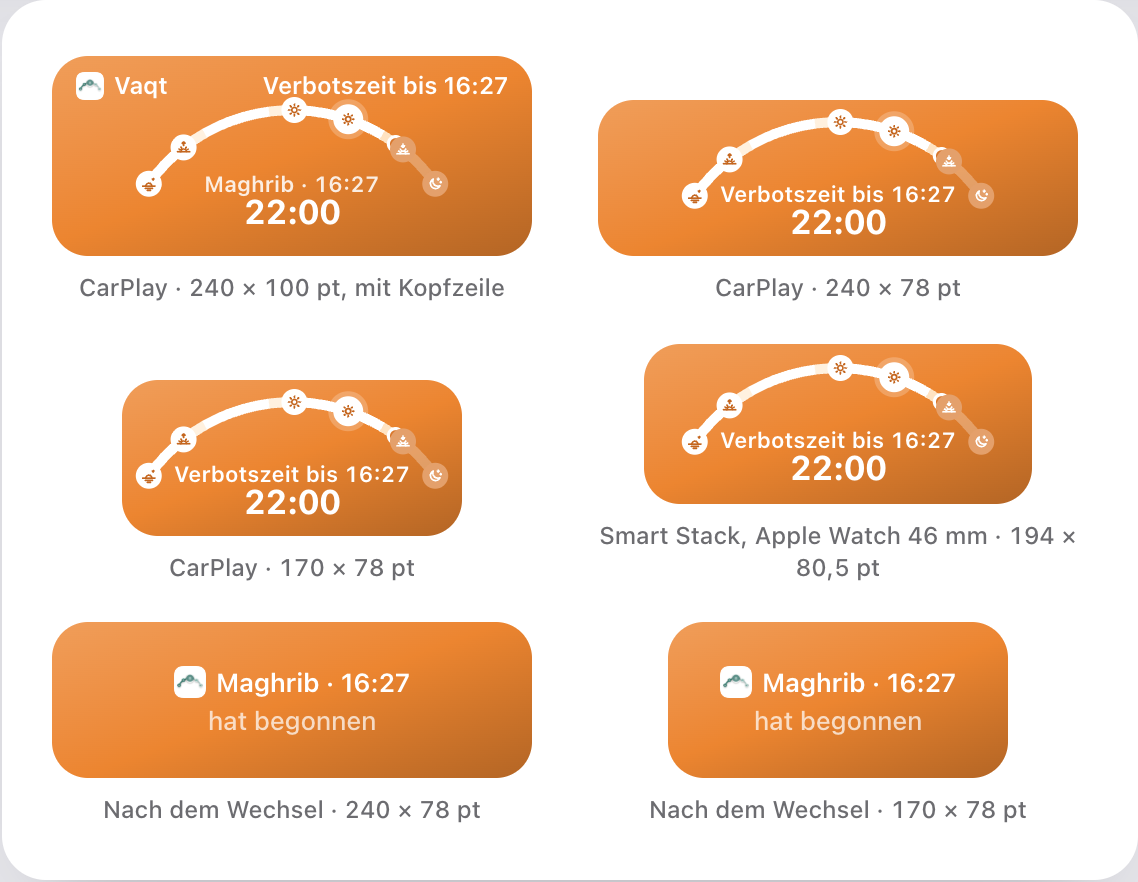 Vaqt
Verbotszeit bis 16:27
Maghrib · 16:27
22:00
CarPlay · 240 × 100 pt, mit Kopfzeile
Verbotszeit bis 16:27
22:00
CarPlay · 240 × 78 pt
Verbotszeit bis 16:27
22:00
CarPlay · 170 × 78 pt
Verbotszeit bis 16:27
22:00
Smart Stack, Apple Watch 46 mm · 194 ×
80,5 pt
Maghrib · 16:27
hat begonnen
Nach dem Wechsel · 240 × 78 pt
Maghrib · 16:27
hat begonnen
Nach dem Wechsel · 170 × 78 pt